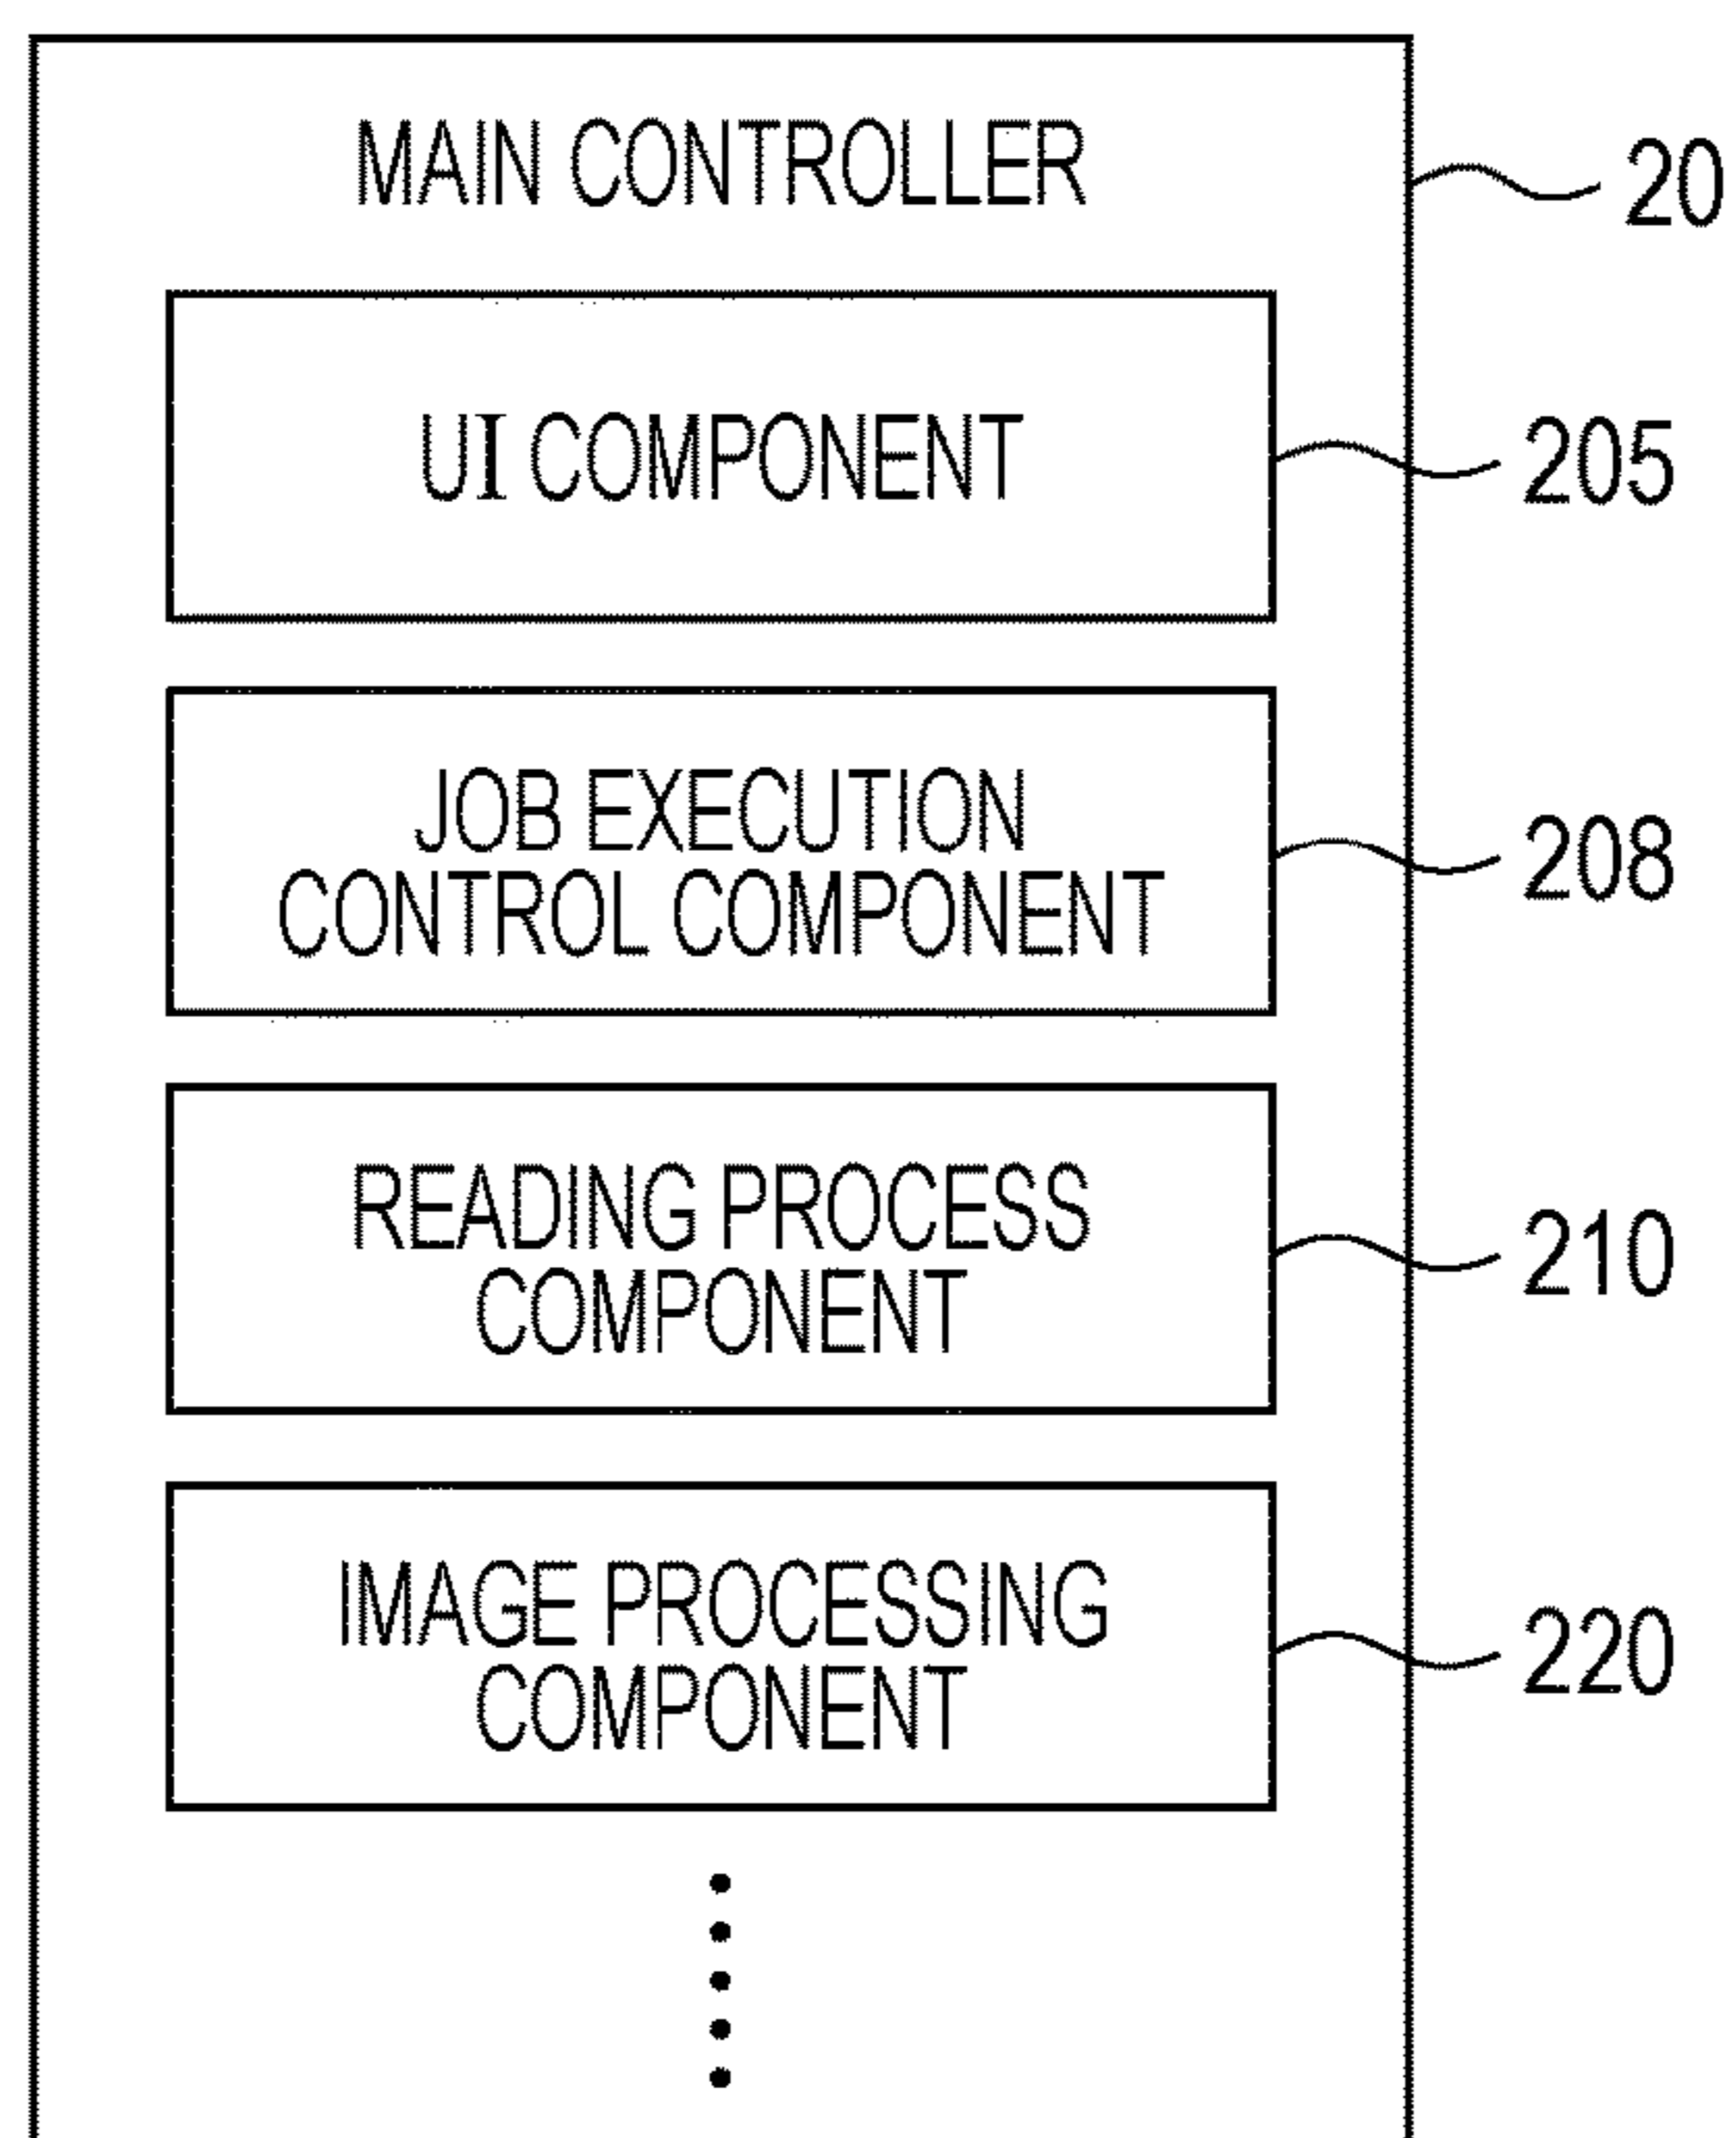 MAIN CONTROLLER
20
UI COMPONENT
205
JOB EXECUTION
CONTROL COMPONENT
208
READING PROCESS
COMPONENT
210
IMAGE PROCESSING
COMPONENT
220